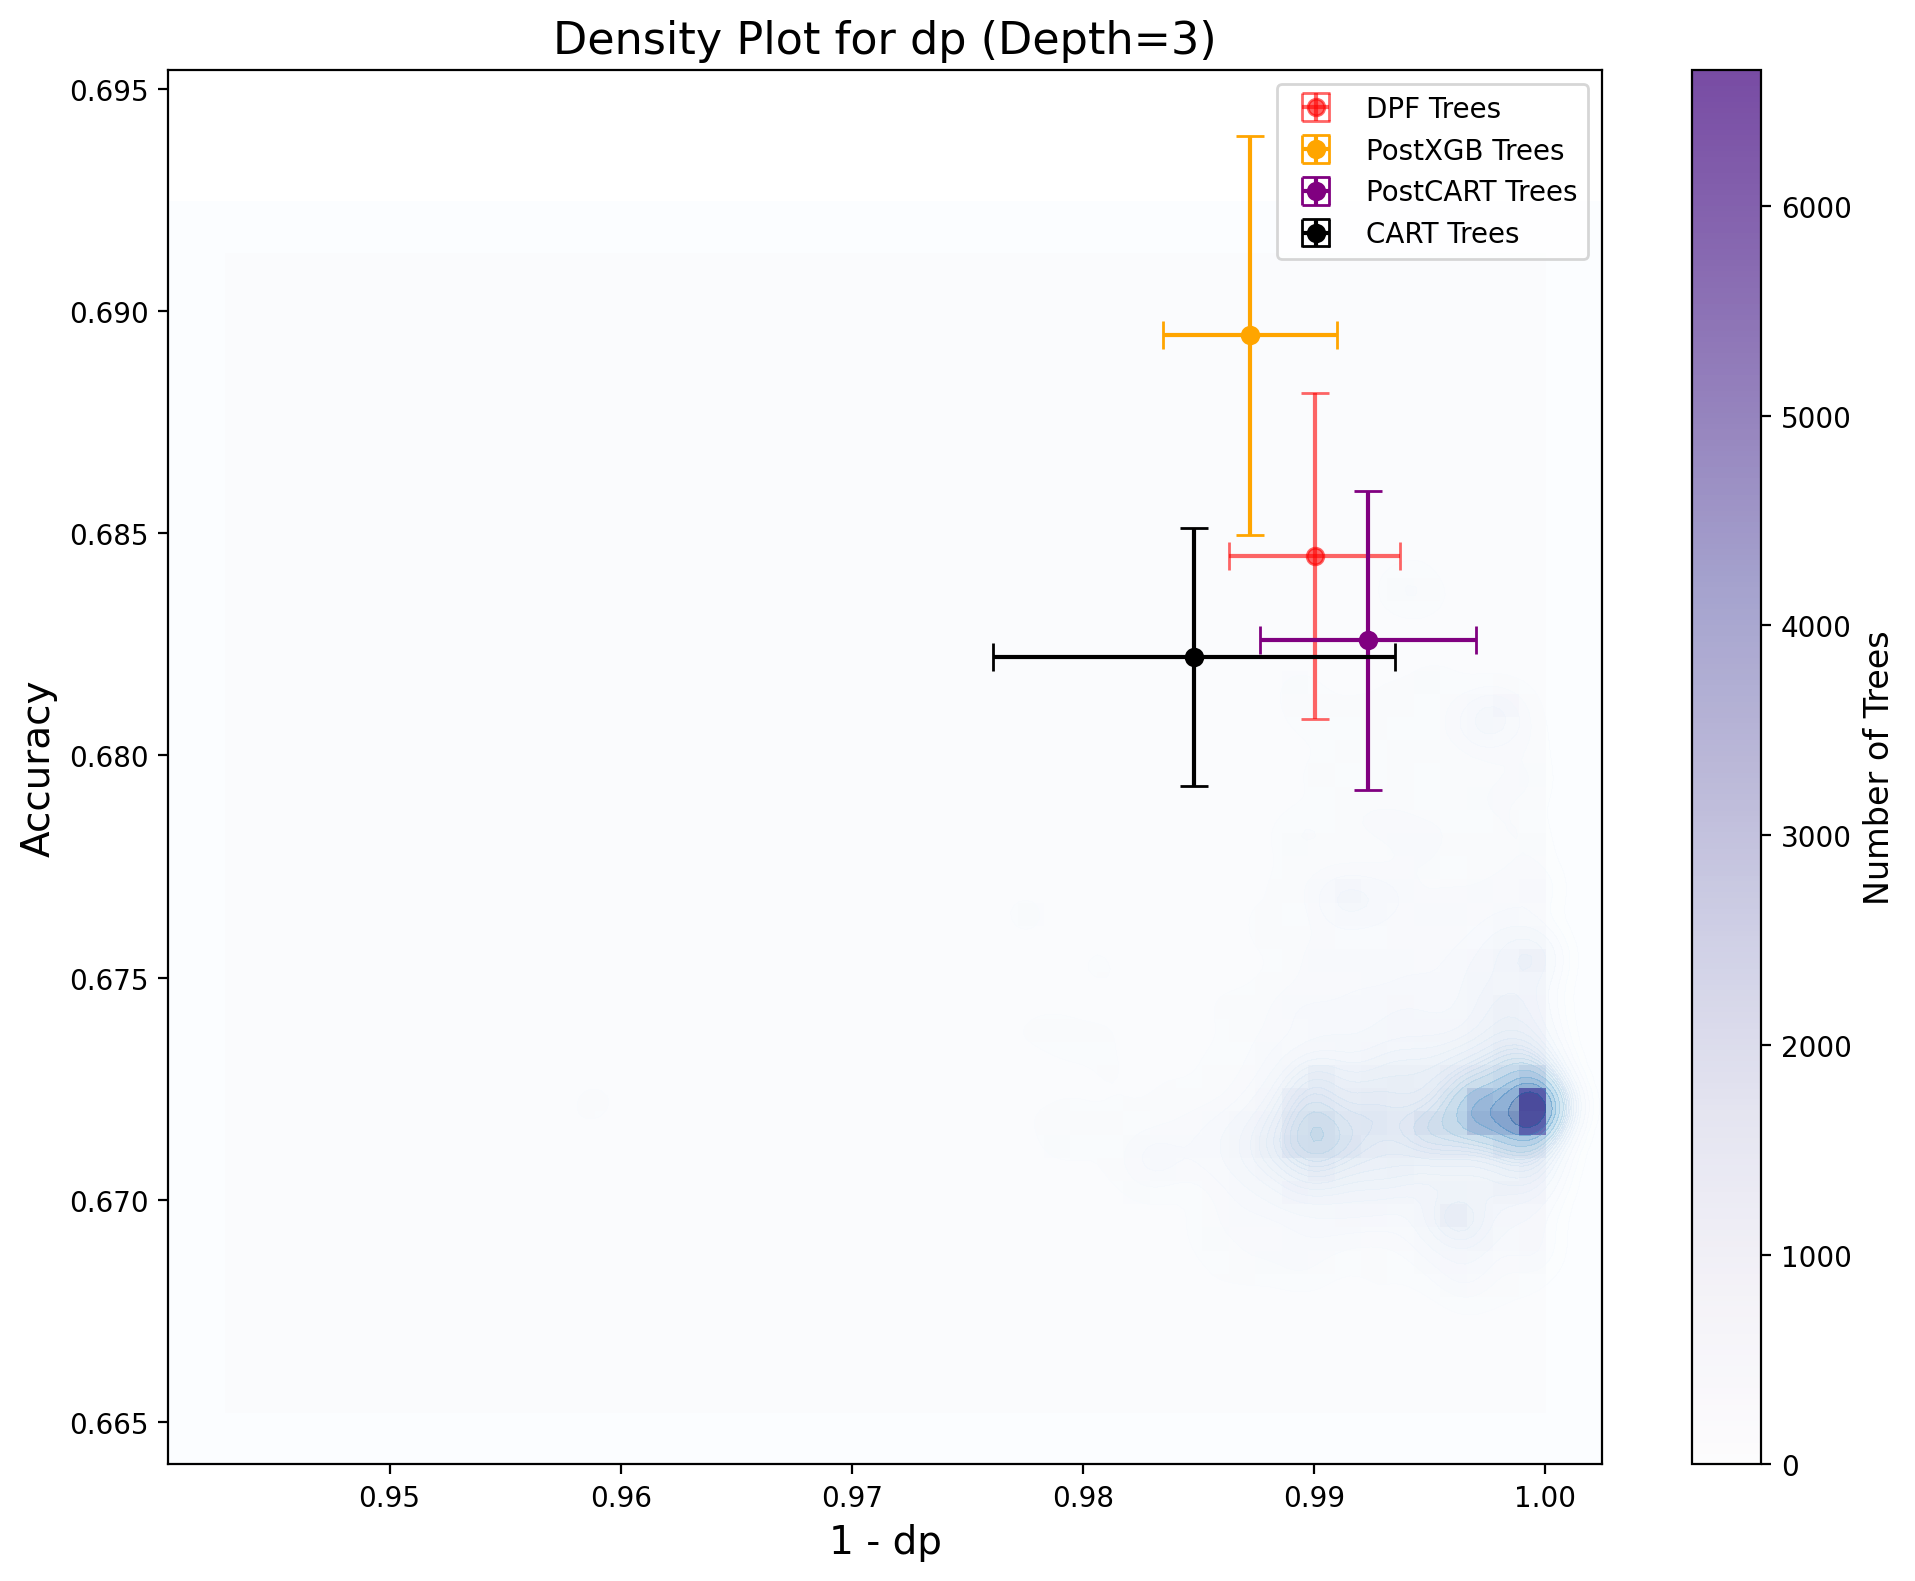 Density Plot for dp (Depth=3)
DPF Trees
PostXGB Trees
PostCART Trees
CART Trees
0.695
0.690
0.685
0.680
0.675
0.670
0.665
Accuracy
0.95
0.96
0.97
0.98
0.99
1.00
1 - dp
6000
5000
4000
3000
2000
1000
0
Number of Trees